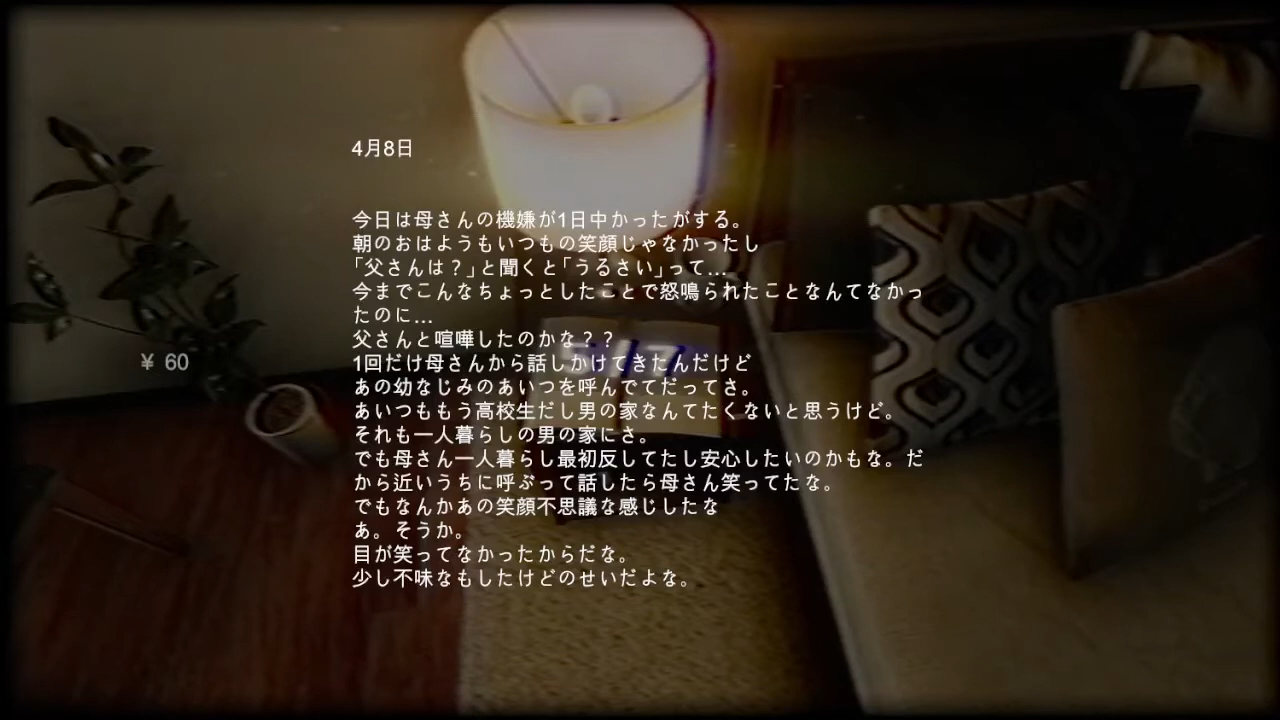 4月8日
今日は母さんの機嫌が1日中かったがする。
朝のおはようもいつもの笑顔じゃなかったし
「父さんは？」と聞くと「うるさい」って…
今までこんなちょっとしたことで怒鳴られたことなんてなかっ
たのに…
父さんと喧嘩したのかな？？
1回だけ母さんから話しかけてきたんだけど
あの幼なじみのあいつを呼んでてだってさ。
あいつももう高校生だし男の家なんてたくないと思うけど。
それも一人暮らしの男の家にさ。
でも母さん一人暮らし最初反してたし安心したいのかもな。だ
から近いうちに呼ぶって話したら母さん笑ってたな。
でもなんかあの笑顔不思議な感じしたな
あ。そうか。
目が笑ってなかったからだな。
少し不味なもしたけどのせいだよな。
¥ 60